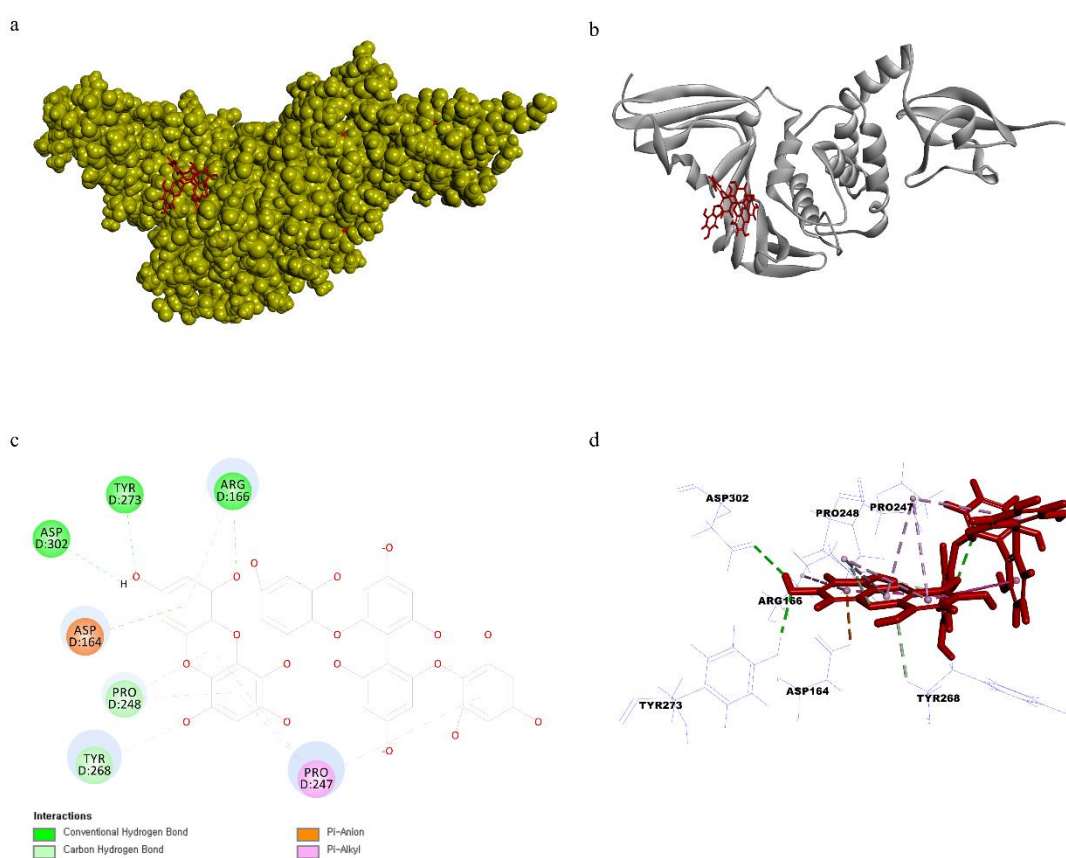 a
b
c
TYR
D:273
ARG
D:166
ASP
D:302
H
O
O
O
-O
O
O
ASP
D:164
O
O
O
O
O
O
O
O
O
O
PRO
D:248
O
O
O
O
TYR
D:268
PRO
D:247
O
-O
Interactions
Conventional Hydrogen Bond
Carbon Hydrogen Bond
Pi-Anion
Pi-Alkyl
d
ASP302
PRO248
PRO247
ARG166
ASP164
TYR268
TYR273